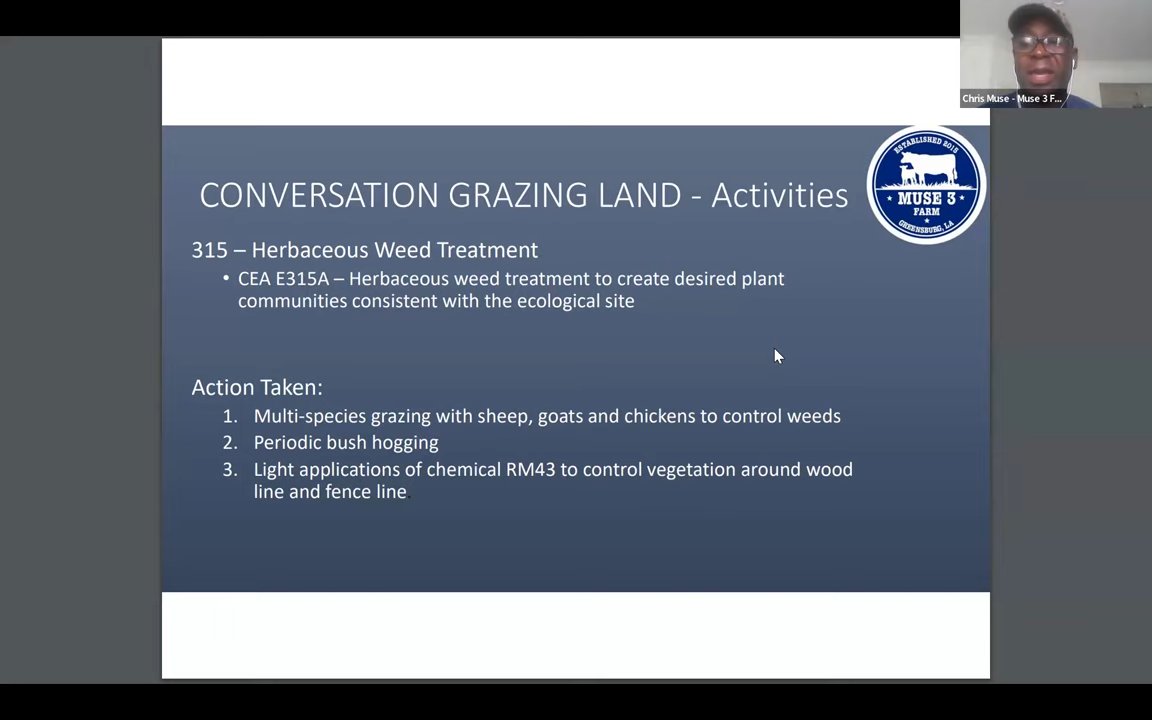 Chris Muse - Muse 3 F...
ESTABLISHED 2015
MUSE 3
FARM
GREENSBURG, LA
CONVERSATION GRAZING LAND - Activities
315 – Herbaceous Weed Treatment
• CEA E315A – Herbaceous weed treatment to create desired plant
communities consistent with the ecological site
Action Taken:
1. Multi-species grazing with sheep, goats and chickens to control weeds
2. Periodic bush hogging
3. Light applications of chemical RM43 to control vegetation around wood
line and fence line.